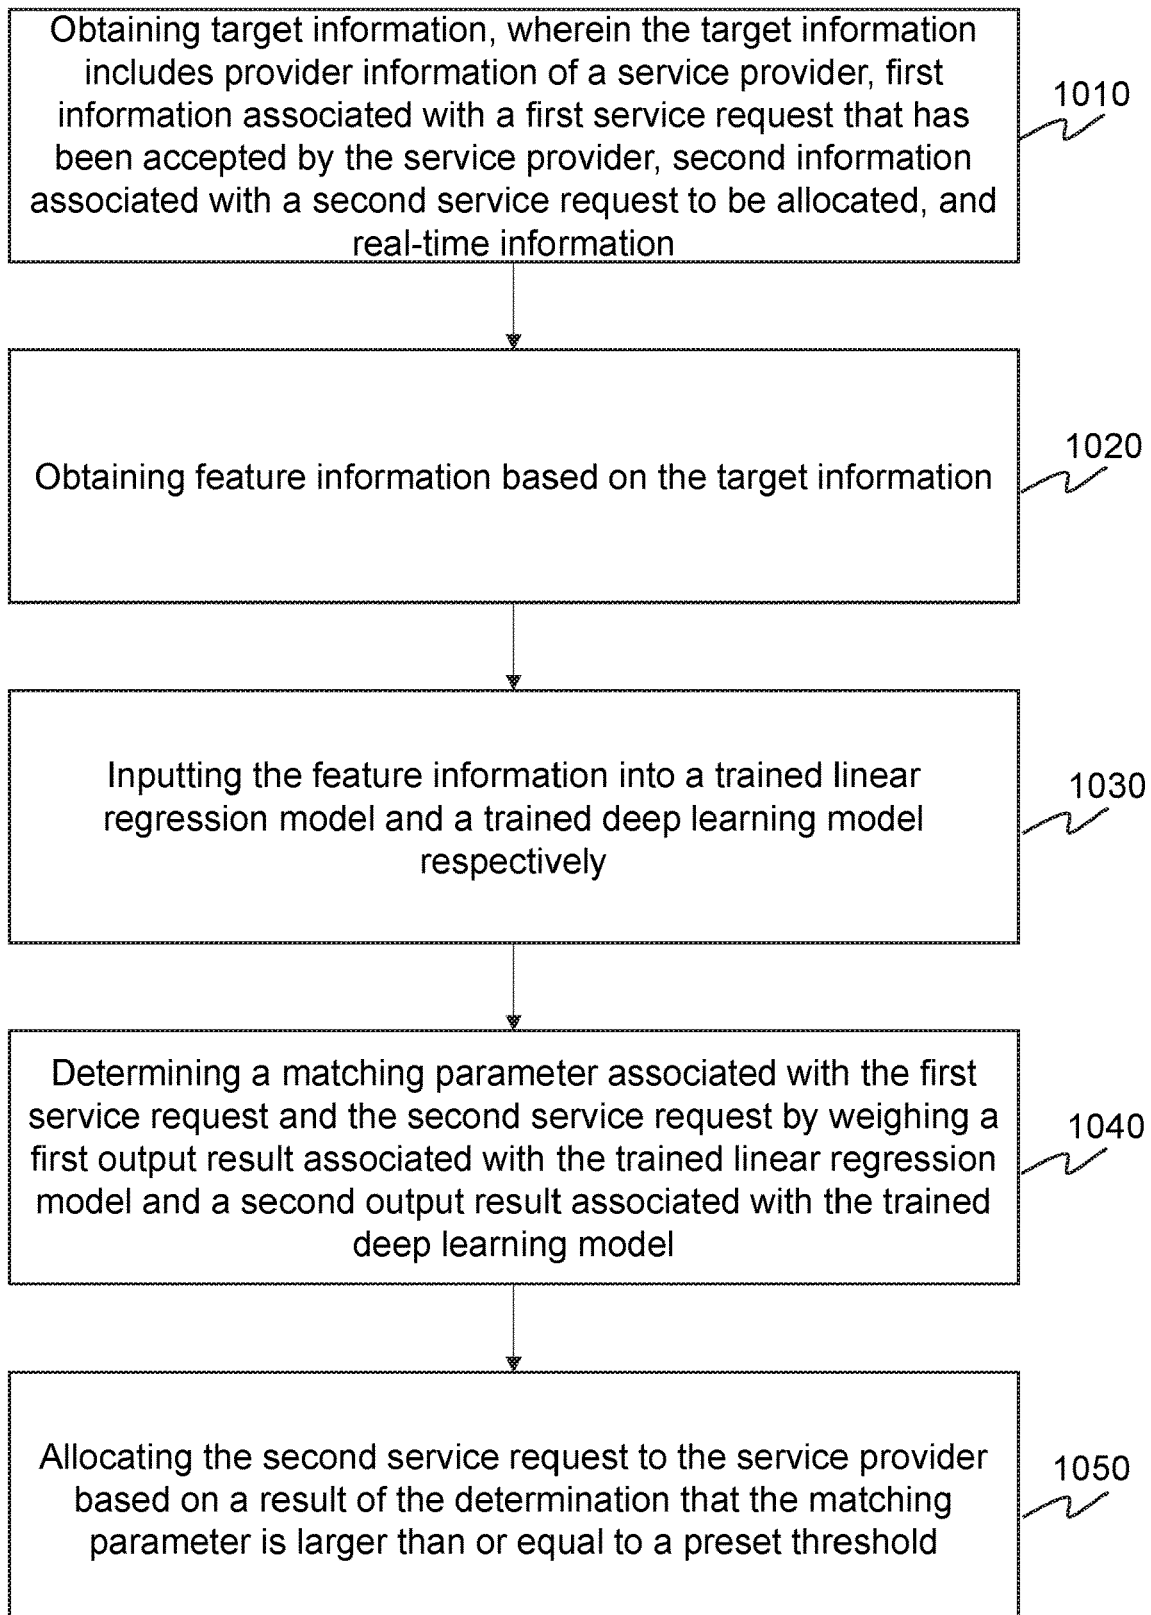 Obtaining target information, wherein the target information
includes provider information of a service provider, first
information associated with a first service request that has
been accepted by the service provider, second information
associated with a second service request to be allocated, and
real-time information
1010
Obtaining feature information based on the target information
1020
Inputting the feature information into a trained linear
regression model and a trained deep learning model
respectively
1030
Determining a matching parameter associated with the first
service request and the second service request by weighing a
first output result associated with the trained linear regression
model and a second output result associated with the trained
deep learning model
1040
Allocating the second service request to the service provider
based on a result of the determination that the matching
parameter is larger than or equal to a preset threshold
1050